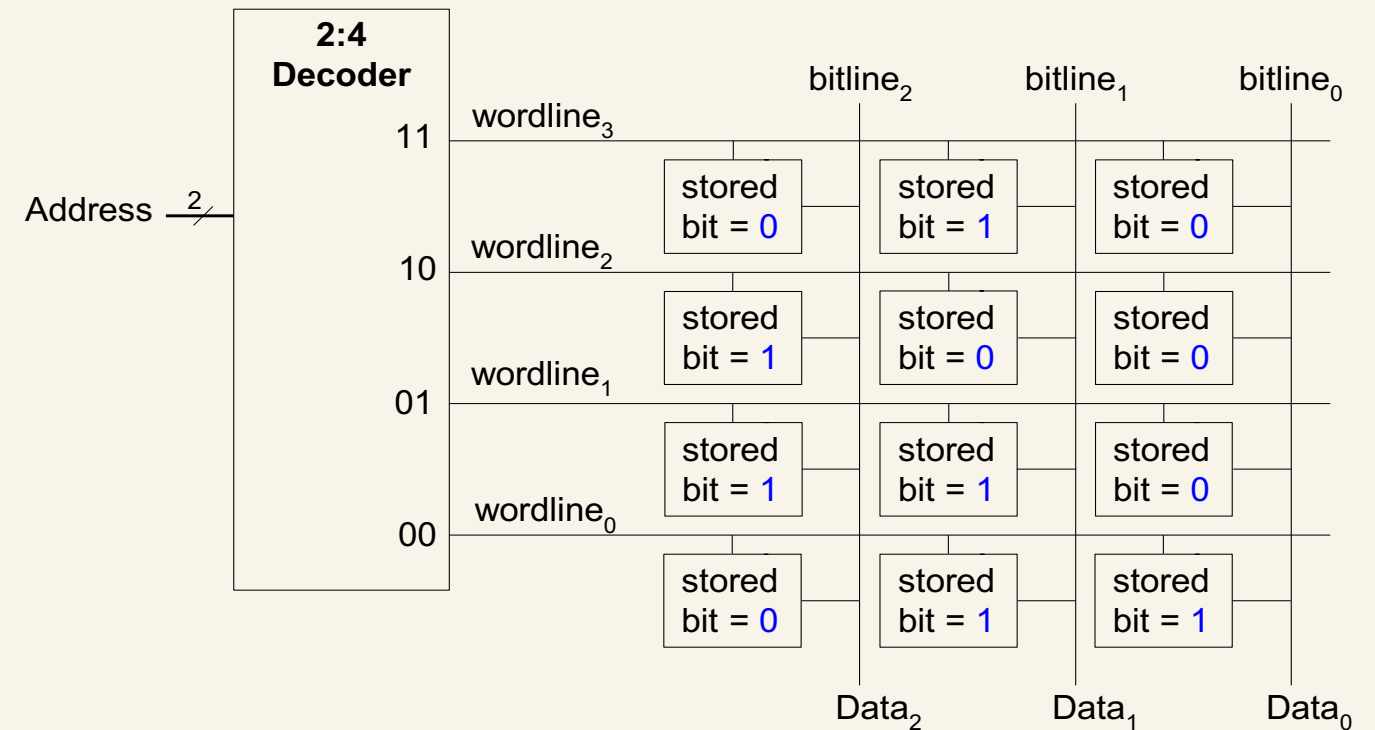 2:4
Decoder
bitline₂ bitline₁ bitline₀
wordline₃
11
stored stored stored
bit = 0 bit = 1 bit = 0
Address 2
wordline₂
10
stored stored stored
bit = 1 bit = 0 bit = 0
wordline₁
01
stored stored stored
bit = 1 bit = 1 bit = 0
wordline₀
00
stored stored stored
bit = 0 bit = 1 bit = 1
Data₂ Data₁ Data₀